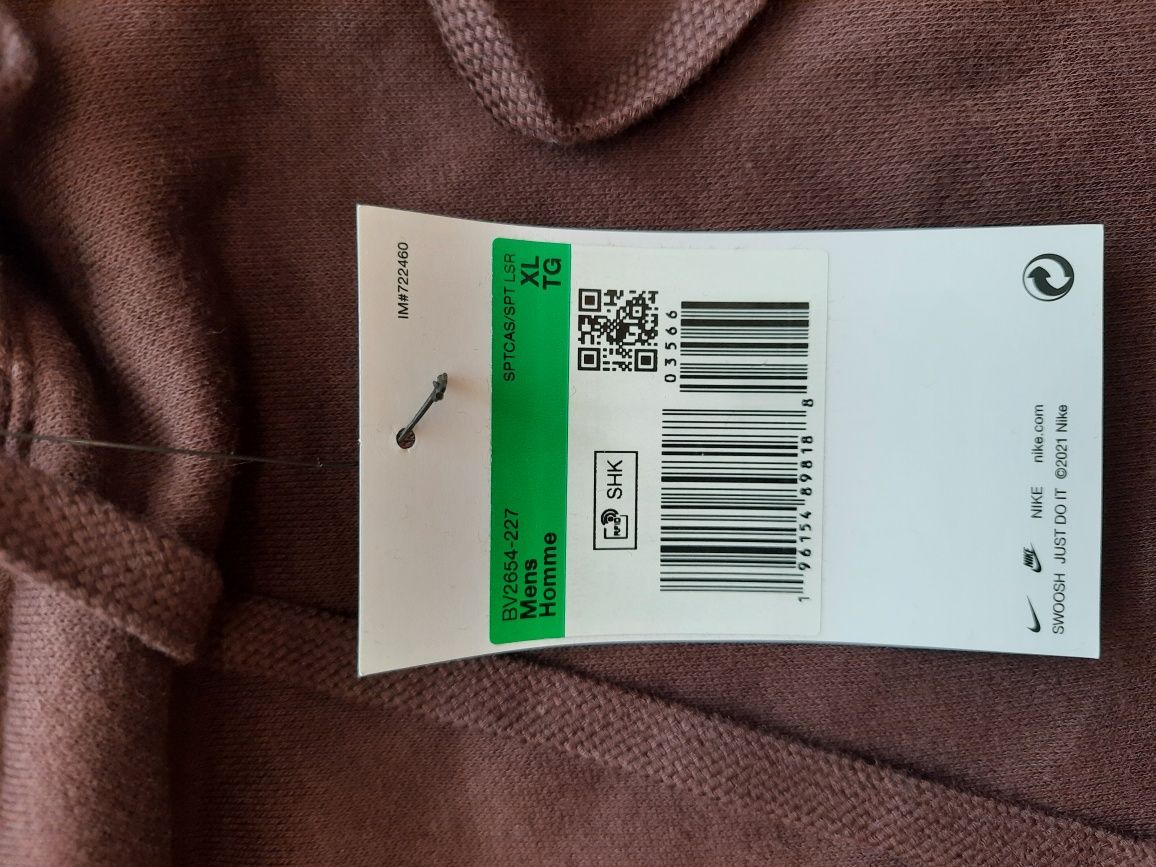 IM#722460
BV2654-227 SPTCAS/SPT LSR
Mens XL
Homme TG
RFID SHK
1 96154 89818 8
03566
NIKE nike.com
SWOOSH JUST DO IT ©2021 Nike